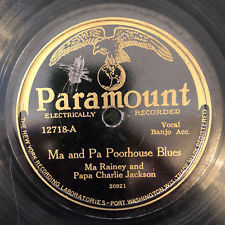 Paramount
ELECTRICALLY RECORDED
12718-A
Vocal
Banjo Acc.
Ma and Pa Poorhouse Blues
Ma Rainey and
Papa Charlie Jackson
20921
THE NEW YORK RECORDING LABORATORIES - PORT WASHINGTON, WIS.